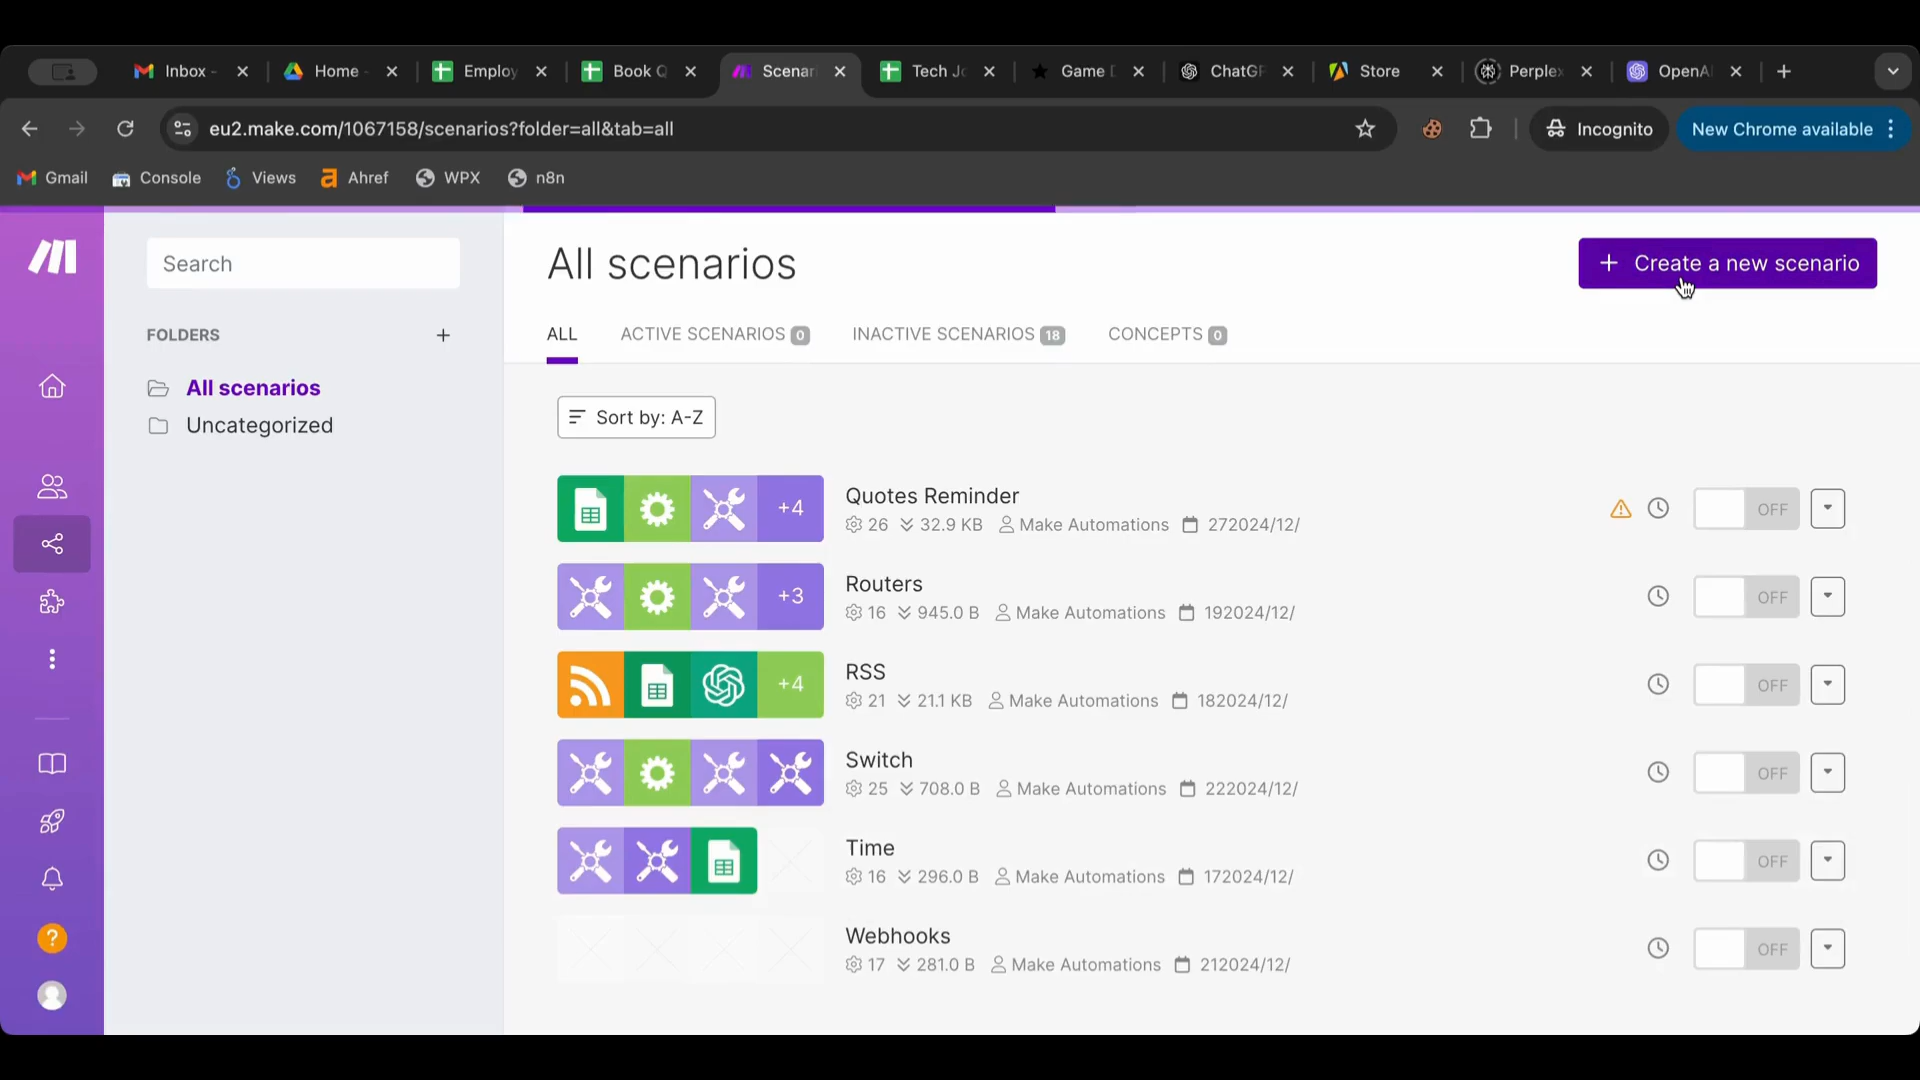 Inbox -
Home -
Employ
Book Q
Scenar
Tech Jo
Game D
ChatGP
Store
Perplex
OpenA
eu2.make.com/1067158/scenarios?folder=all&tab=all
Incognito
New Chrome available
Gmail
Console
Views
Ahref
WPX
n8n
Search
All scenarios
+ Create a new scenario
FOLDERS
ALL
ACTIVE SCENARIOS 0
INACTIVE SCENARIOS 18
CONCEPTS 0
All scenarios
Uncategorized
Sort by: A-Z
+4
Quotes Reminder
26 32.9 KB Make Automations 272024/12/
OFF
+3
Routers
16 945.0 B Make Automations 192024/12/
OFF
+4
RSS
21 21.1 KB Make Automations 182024/12/
OFF
Switch
25 708.0 B Make Automations 222024/12/
OFF
Time
16 296.0 B Make Automations 172024/12/
OFF
Webhooks
17 281.0 B Make Automations 212024/12/
OFF